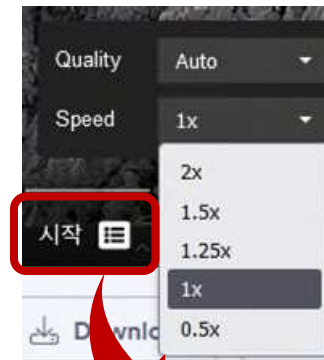 Quality Auto
Speed 1x
2x
1.5x
1.25x
1x
0.5x
시작